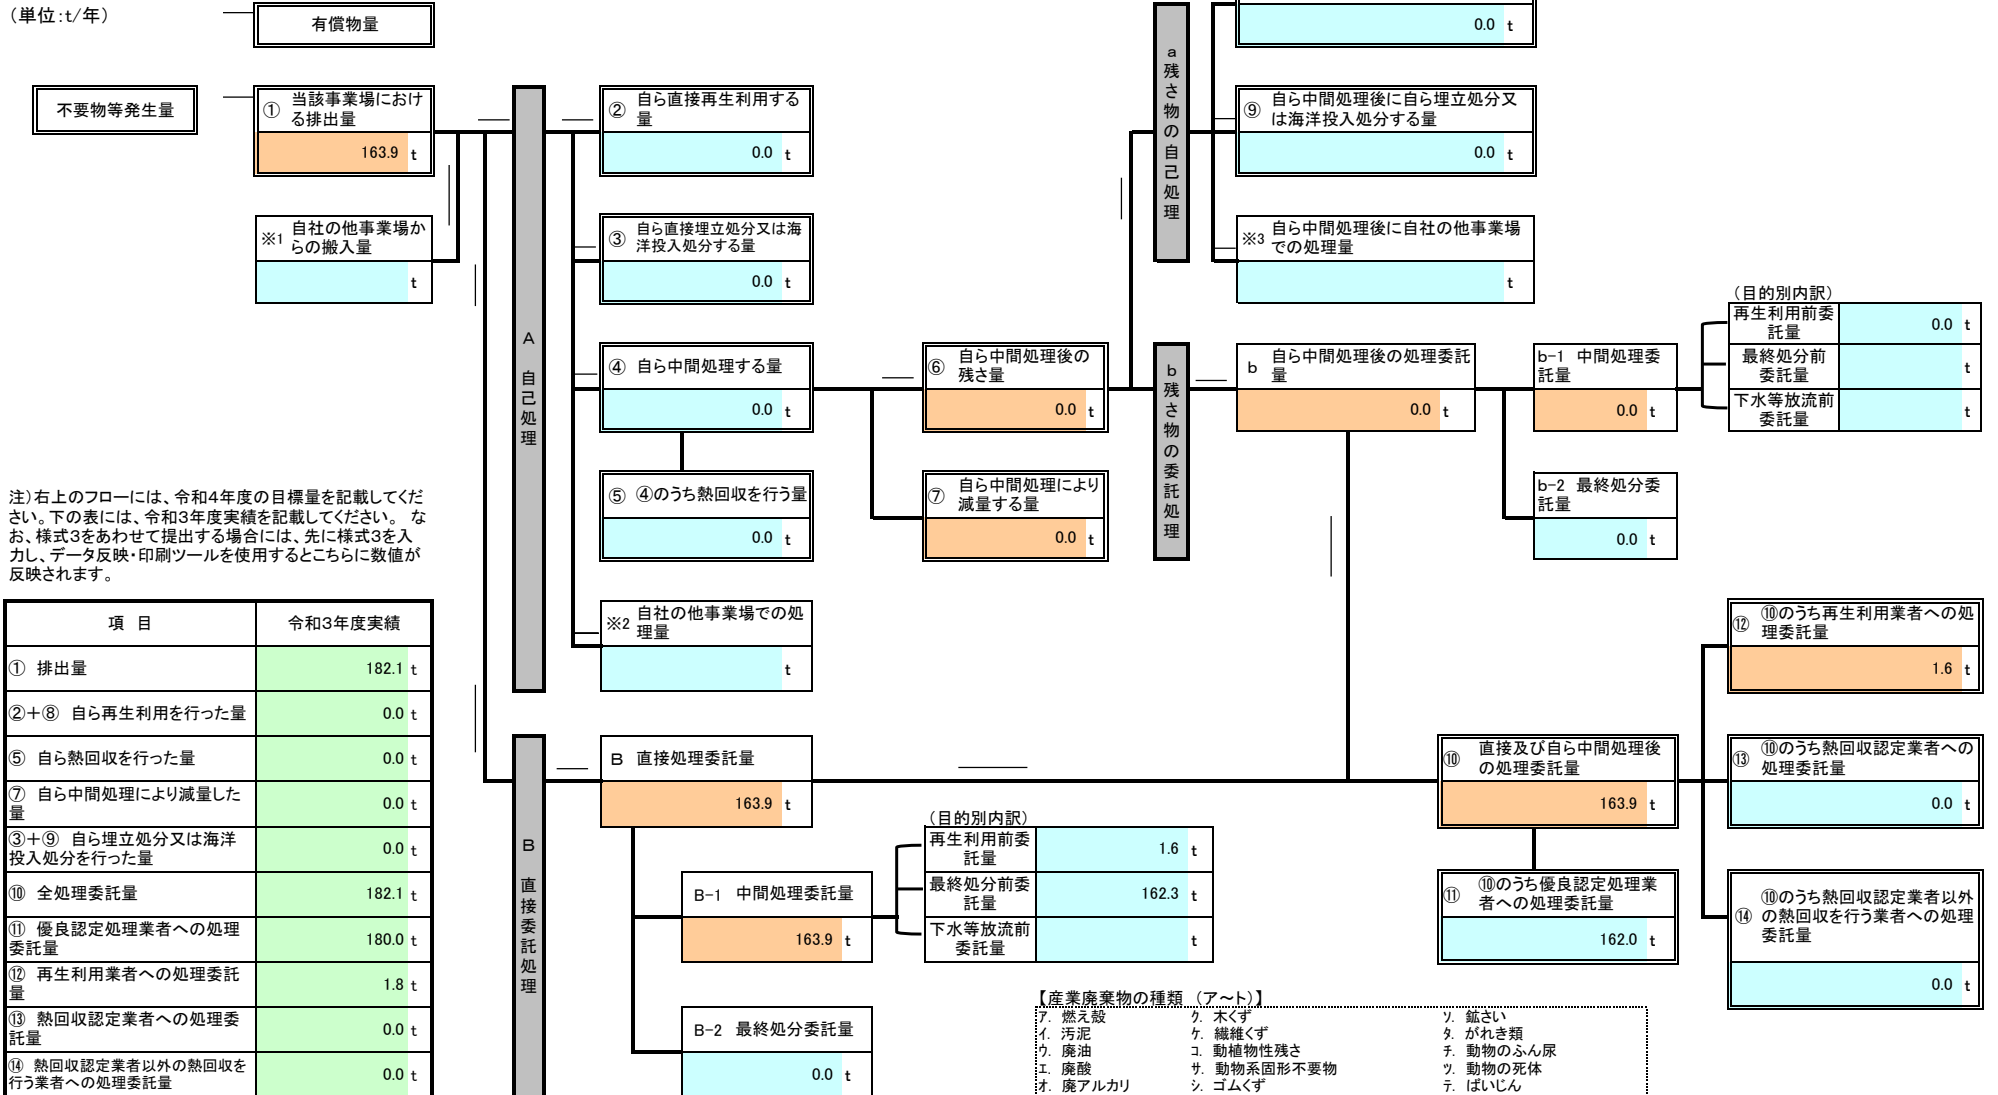 （単位:t/年）
有償物量
不要物等発生量
① 当該事業場におけ
る排出量
163.9 t
※1 自社の他事業場か
らの搬入量
t
A 自己処理
② 自ら直接再生利用する
量
0.0 t
③ 自ら直接埋立処分又は海
洋投入処分する量
0.0 t
④ 自ら中間処理する量
0.0 t
⑤ ④のうち熱回収を行う量
0.0 t
※2 自社の他事業場での処
理量
t
⑥ 自ら中間処理後の
残さ量
0.0 t
⑦ 自ら中間処理により
減量する量
0.0 t
a 残さ物の自己処理
0.0 t
⑨ 自ら中間処理後に自ら埋立処分又
は海洋投入処分する量
0.0 t
※3 自ら中間処理後に自社の他事業場
での処理量
t
b 残さ物の委託処理
b 自ら中間処理後の処理委託
量
0.0 t
b-1 中間処理委
託量
0.0 t
b-2 最終処分委
託量
0.0 t
（目的別内訳）
再生利用前委
託量
0.0 t
最終処分前
委託量
t
下水等放流前
委託量
t
注）右上のフローには、令和4年度の目標量を記載してくだ
さい。下の表には、令和3年度実績を記載してください。 な
お、様式3をあわせて提出する場合には、先に様式3を入
力し、データ反映・印刷ツールを使用するとこちらに数値が
反映されます。
項 目 令和3年度実績
① 排出量 182.1 t
②＋⑧ 自ら再生利用を行った量 0.0 t
⑤ 自ら熱回収を行った量 0.0 t
⑦ 自ら中間処理により減量した
量 0.0 t
③＋⑨ 自ら埋立処分又は海洋
投入処分を行った量 0.0 t
⑩ 全処理委託量 182.1 t
⑪ 優良認定処理業者への処理
委託量 180.0 t
⑫ 再生利用業者への処理委託
量 1.8 t
⑬ 熱回収認定業者への処理委
託量 0.0 t
⑭ 熱回収認定業者以外の熱回収を
行う業者への処理委託量 0.0 t
B 直接委託処理
B 直接処理委託量
163.9 t
B-1 中間処理委託量
163.9 t
B-2 最終処分委託量
0.0 t
（目的別内訳）
再生利用前委
託量
1.6 t
最終処分前委
託量
162.3 t
下水等放流前
委託量
t
⑩ 直接及び自ら中間処理後
の処理委託量
163.9 t
⑪ ⑩のうち優良認定処理業
者への処理委託量
162.0 t
⑫ ⑩のうち再生利用業者への処
理委託量
1.6 t
⑬ ⑩のうち熱回収認定業者への
処理委託量
0.0 t
⑭ ⑩のうち熱回収認定業者以外
の熱回収を行う業者への処理
委託量
0.0 t
【産業廃棄物の種類 （ア～ト）】
ア. 燃え殻 ク. 木くず ソ. 鉱さい
イ. 汚泥 ケ. 繊維くず タ. がれき類
ウ. 廃油 コ. 動植物性残さ チ. 動物のふん尿
エ. 廃酸 サ. 動物系固形不要物 ツ. 動物の死体
オ. 廃アルカリ シ. ゴムくず テ. ばいじん